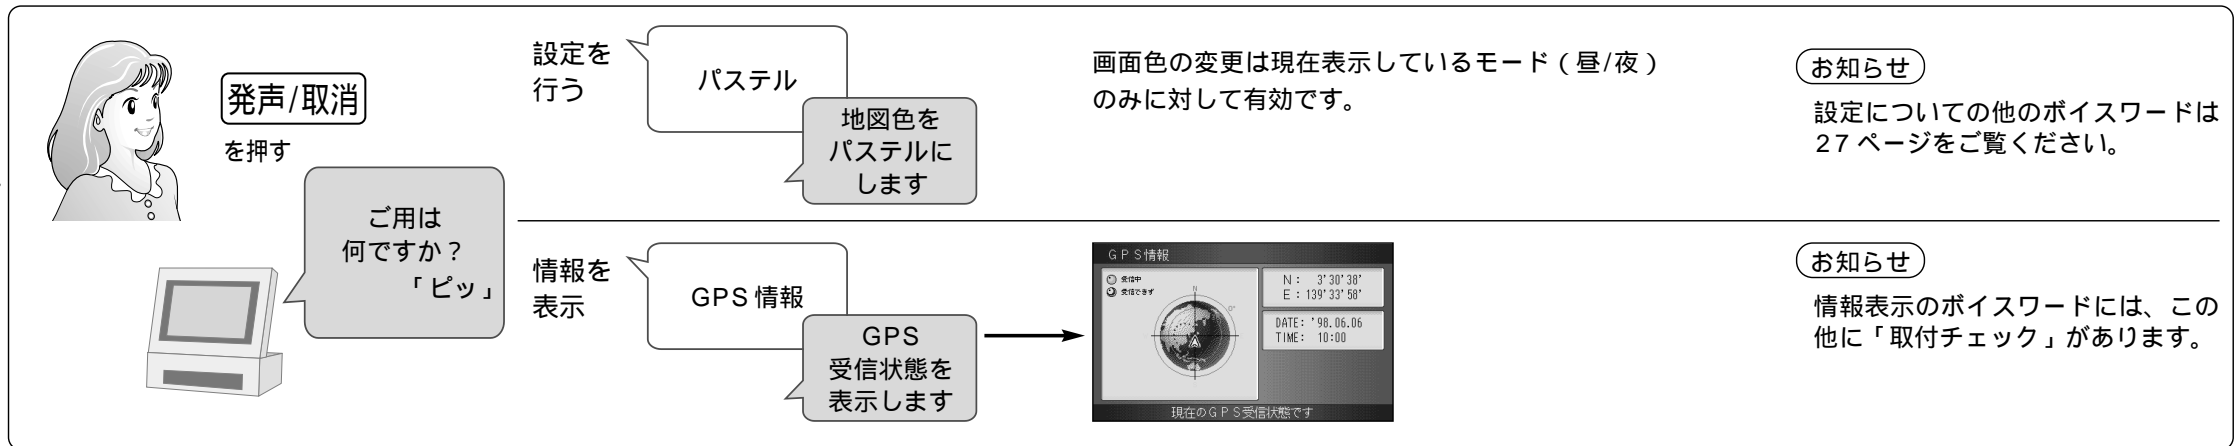 発声/取消
を押す
ご用は
何ですか?
「ピッ」
設定を
行う
パステル
地図色を
パステルに
します
画面色の変更は現在表示しているモード(昼/夜)
のみに対して有効です。
お知らせ
設定についての他のボイスワードは
27 ページをご覧ください。
情報を
表示
GPS 情報
GPS
受信状態を
表示します
GPS情報
受信中
受信できず
N
0°
N: 3°30'38'
E:139°33'58'
DATE:'98.06.06
TIME: 10:00
現在のGPS受信状態です
お知らせ
情報表示のボイスワードには、この
他に「取付チェック」があります。